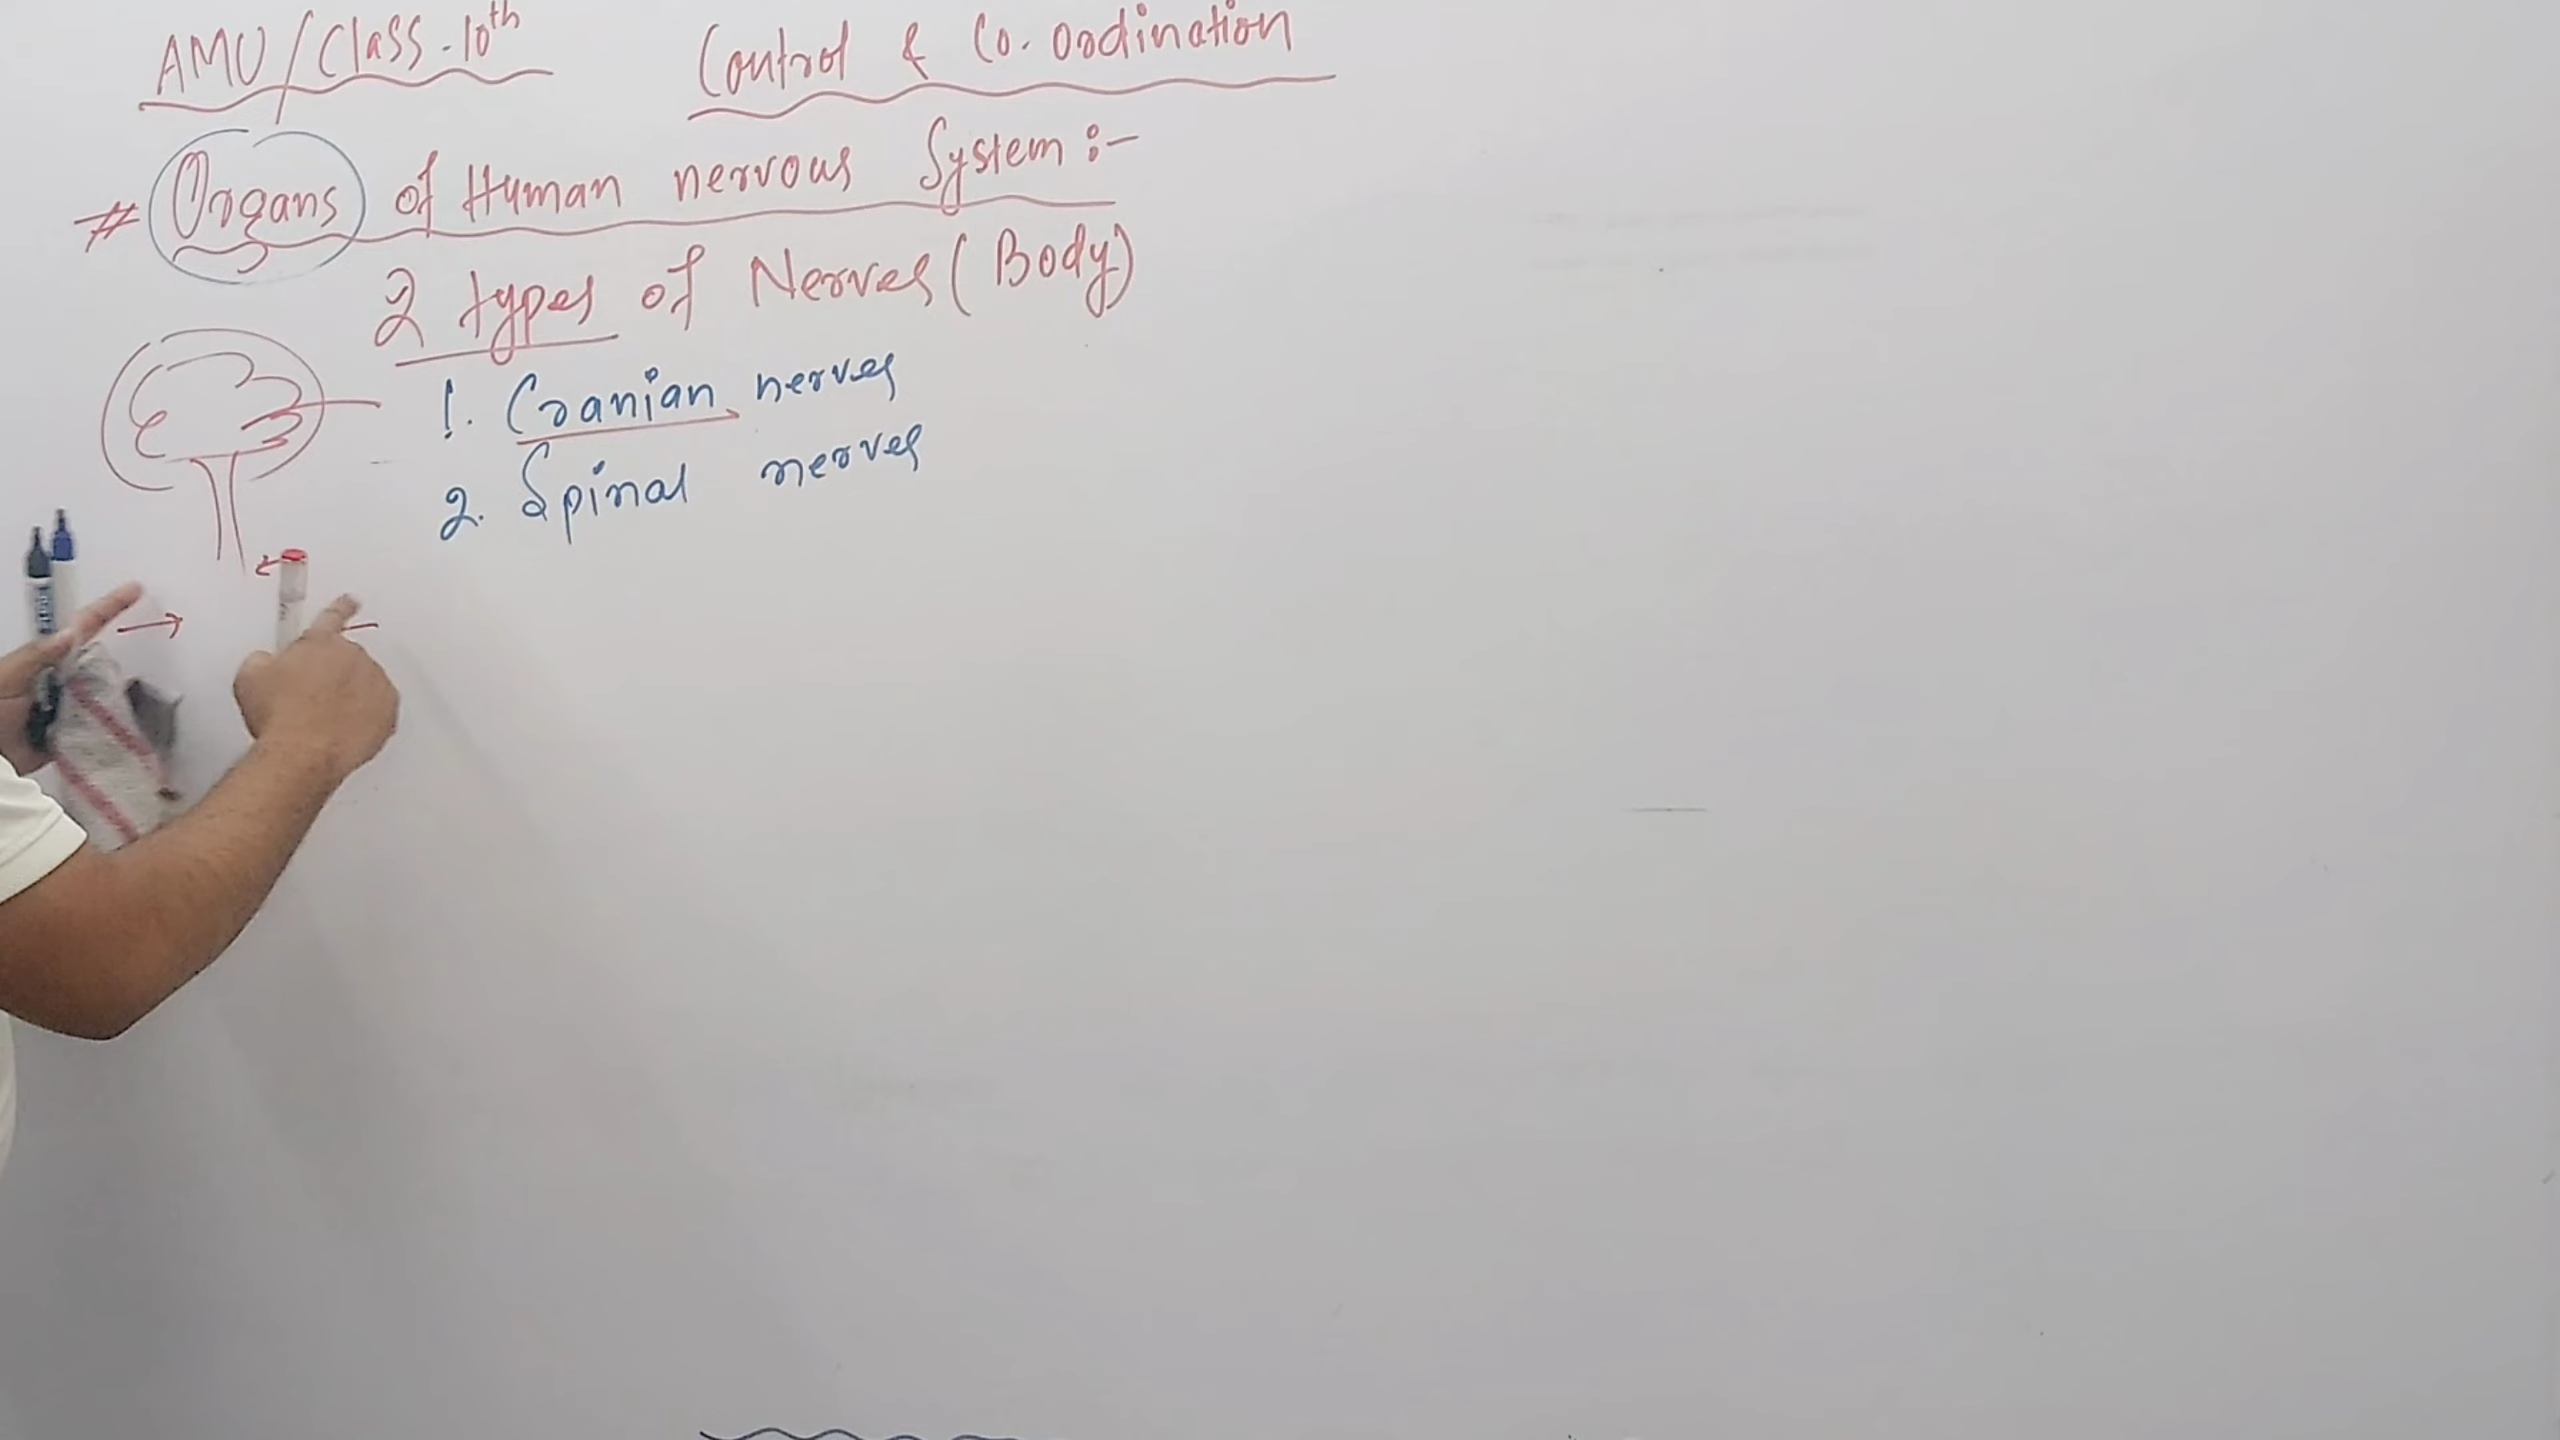 AMU/Class-10th
Control & Co-ordination
# Organs of Human nervous System :-
2 types of Nerves (Body)
1. Cranian nerves
2. Spinal nerves